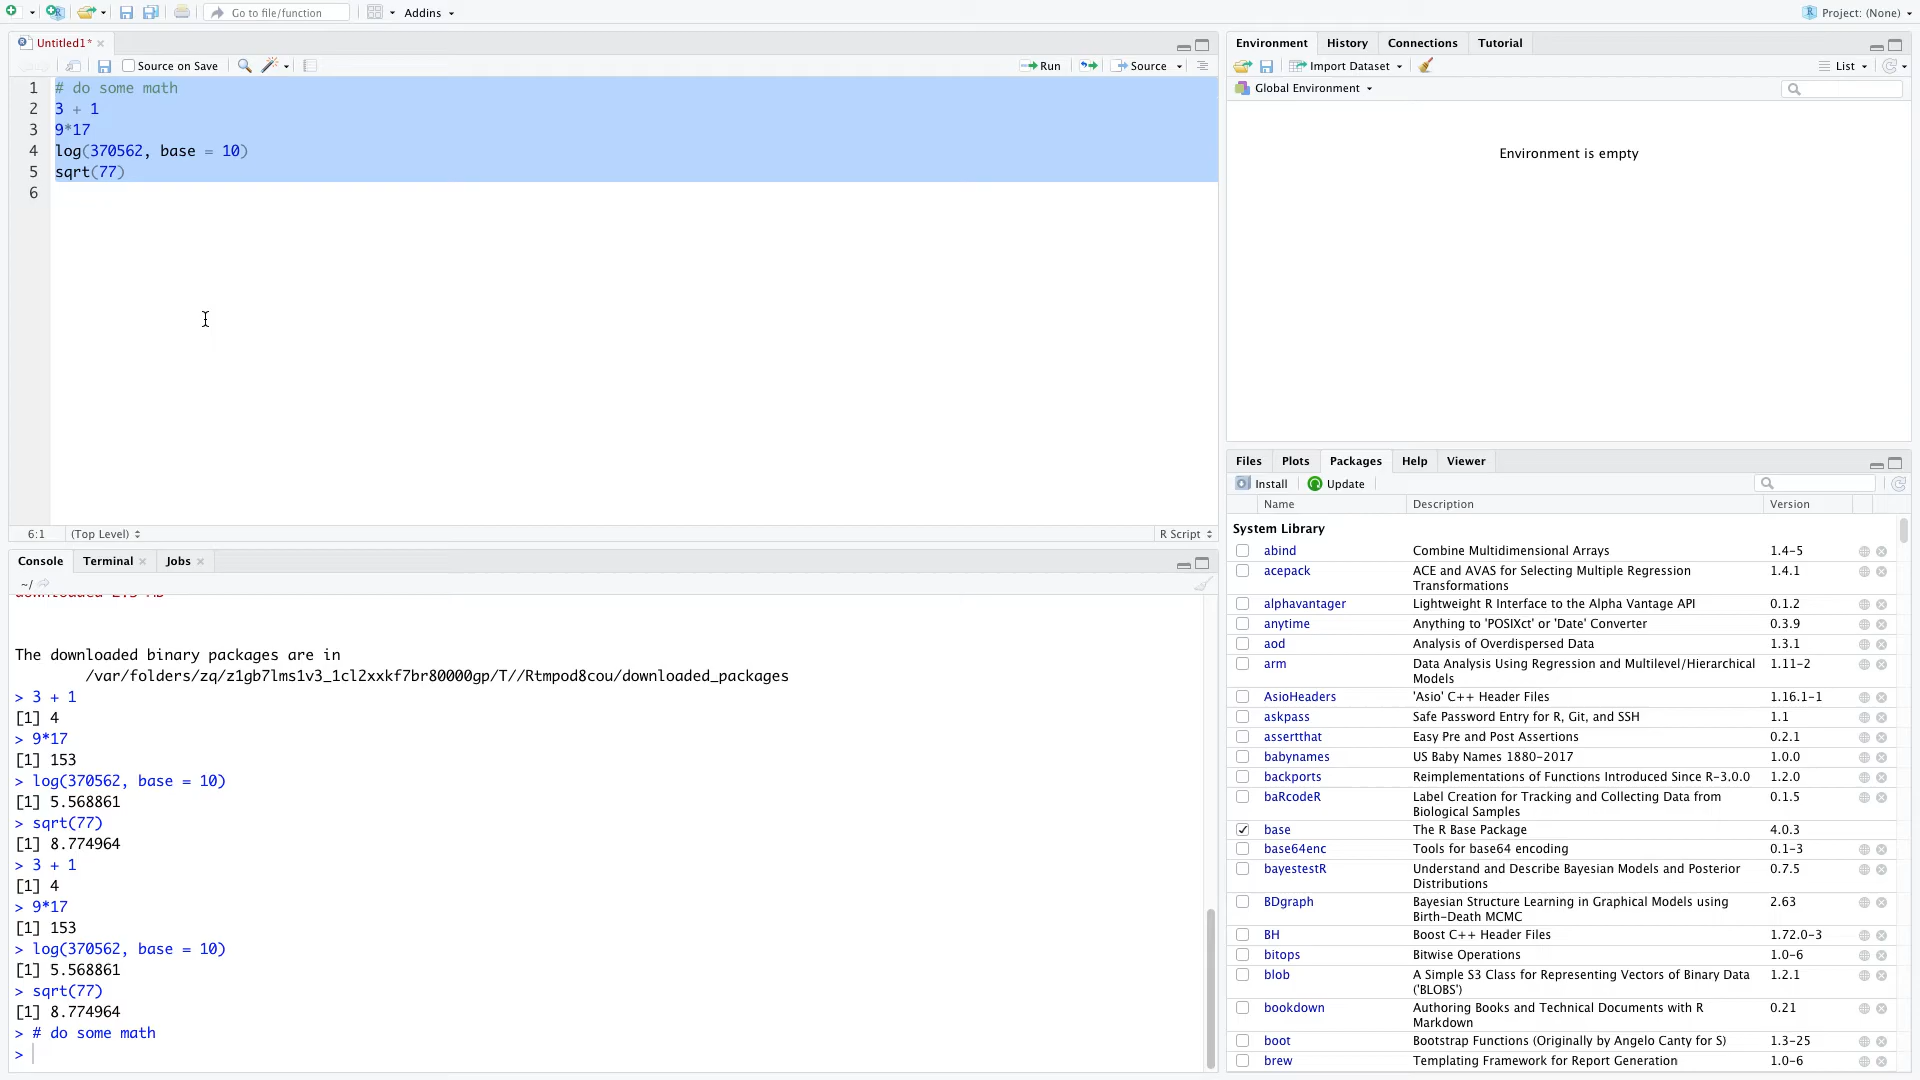 Go to file/function
Addins
Project: (None)
Untitled1*
Source on Save
Run
Source
1 # do some math
2 3 + 1
3 9*17
4 log(370562, base = 10)
5 sqrt(77)
6
6:1 (Top Level)
R Script
Console Terminal Jobs
~/
The downloaded binary packages are in
/var/folders/zq/z1gb7lms1v3_1cl2xxkf7br80000gp/T//Rtmpod8cou/downloaded_packages
> 3 + 1
[1] 4
> 9*17
[1] 153
> log(370562, base = 10)
[1] 5.568861
> sqrt(77)
[1] 8.774964
> 3 + 1
[1] 4
> 9*17
[1] 153
> log(370562, base = 10)
[1] 5.568861
> sqrt(77)
[1] 8.774964
> # do some math
>
Environment History Connections Tutorial
Import Dataset
List
Global Environment
Environment is empty
Files Plots Packages Help Viewer
Install Update
Name Description Version
System Library
abind Combine Multidimensional Arrays 1.4-5
acepack ACE and AVAS for Selecting Multiple Regression 1.4.1
Transformations
alphavantager Lightweight R Interface to the Alpha Vantage API 0.1.2
anytime Anything to 'POSIXct' or 'Date' Converter 0.3.9
aod Analysis of Overdispersed Data 1.3.1
arm Data Analysis Using Regression and Multilevel/Hierarchical 1.11-2
Models
AsioHeaders 'Asio' C++ Header Files 1.16.1-1
askpass Safe Password Entry for R, Git, and SSH 1.1
assertthat Easy Pre and Post Assertions 0.2.1
babynames US Baby Names 1880-2017 1.0.0
backports Reimplementations of Functions Introduced Since R-3.0.0 1.2.0
baRcodeR Label Creation for Tracking and Collecting Data from 0.1.5
Biological Samples
base The R Base Package 4.0.3
base64enc Tools for base64 encoding 0.1-3
bayestestR Understand and Describe Bayesian Models and Posterior 0.7.5
Distributions
BDgraph Bayesian Structure Learning in Graphical Models using 2.63
Birth-Death MCMC
BH Boost C++ Header Files 1.72.0-3
bitops Bitwise Operations 1.0-6
blob A Simple S3 Class for Representing Vectors of Binary Data 1.2.1
('BLOBS')
bookdown Authoring Books and Technical Documents with R 0.21
Markdown
boot Bootstrap Functions (Originally by Angelo Canty for S) 1.3-25
brew Templating Framework for Report Generation 1.0-6